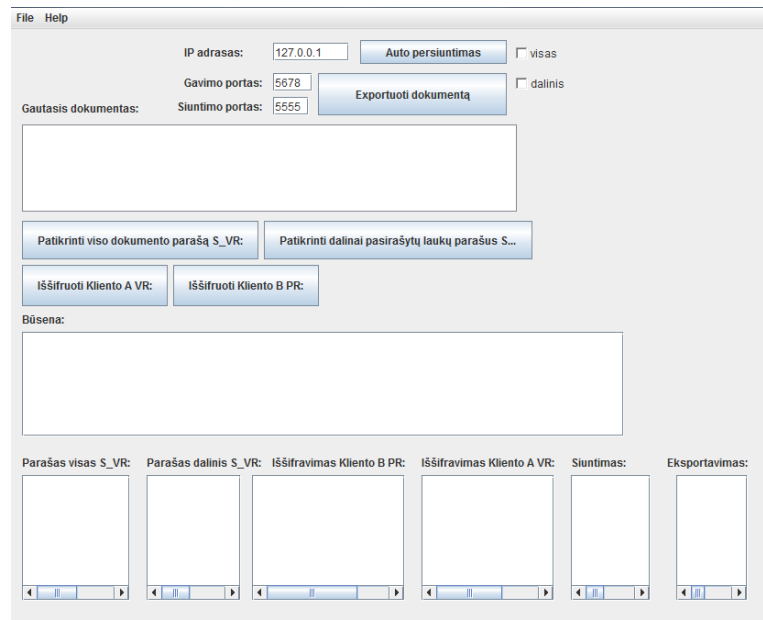 File Help
IP adrasas: 127.0.0.1 Auto persiuntimas visas
Gavimo portas: 5678 Exportuoti dokumentą dalinis
Gautasis dokumentas: Siuntimo portas: 5555
Patikrinti viso dokumento parašą S_VR: Patikrinti dalinai pasirašytų laukų parašus S...
Iššifruoti Kliento A VR: Iššifruoti Kliento B PR:
Būsena:
Parašas visas S_VR: Parašas dalinis S_VR: Iššifravimas Kliento B PR: Iššifravimas Kliento A VR: Siuntimas: Eksportavimas: